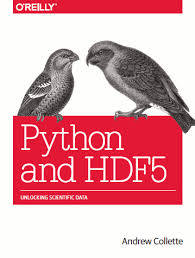 O'REILLY®
Python
and HDF5
UNLOCKING SCIENTIFIC DATA
Andrew Collette